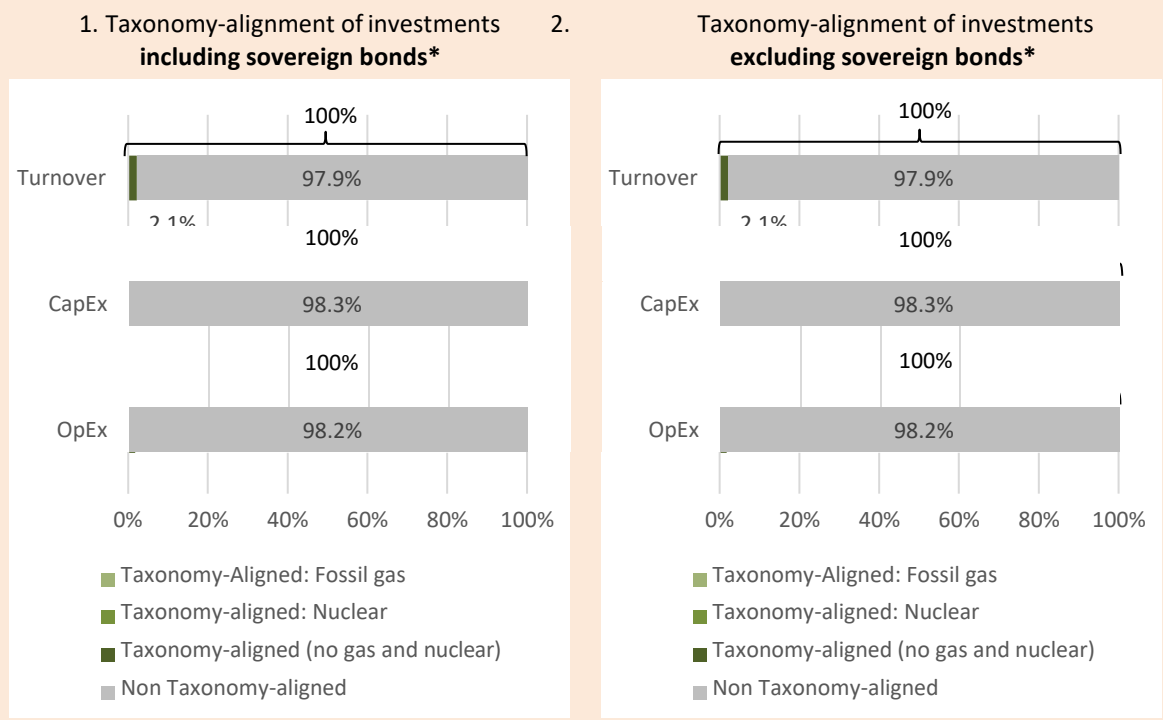 1. Taxonomy-alignment of investments
including sovereign bonds*
100%
Turnover
97.9%
2.1%
100%
CapEx
98.3%
100%
OpEx
98.2%
0% 20% 40% 60% 80% 100%
Taxonomy-Aligned: Fossil gas
Taxonomy-aligned: Nuclear
Taxonomy-aligned (no gas and nuclear)
Non Taxonomy-aligned
2. Taxonomy-alignment of investments
excluding sovereign bonds*
100%
Turnover
97.9%
2.1%
100%
CapEx
98.3%
100%
OpEx
98.2%
0% 20% 40% 60% 80% 100%
Taxonomy-Aligned: Fossil gas
Taxonomy-aligned: Nuclear
Taxonomy-aligned (no gas and nuclear)
Non Taxonomy-aligned